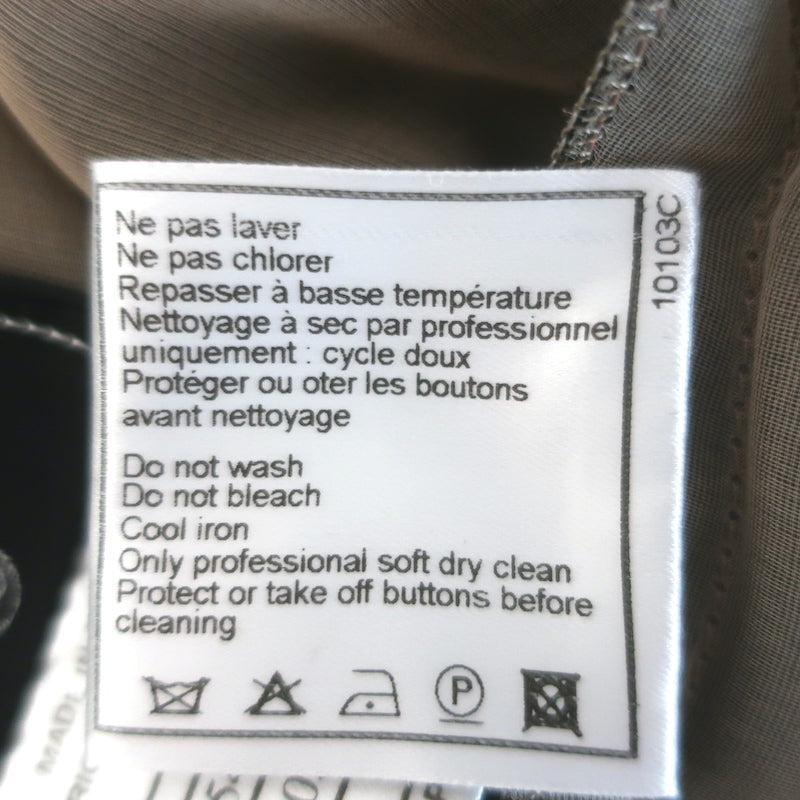 Ne pas laver
Ne pas chlorer
Repasser à basse température
Nettoyage à sec par professionnel
uniquement : cycle doux
Protéger ou oter les boutons
avant nettoyage
Do not wash
Do not bleach
Cool iron
Only professional soft dry clean
Protect or take off buttons before
cleaning
P
10103C
MADE